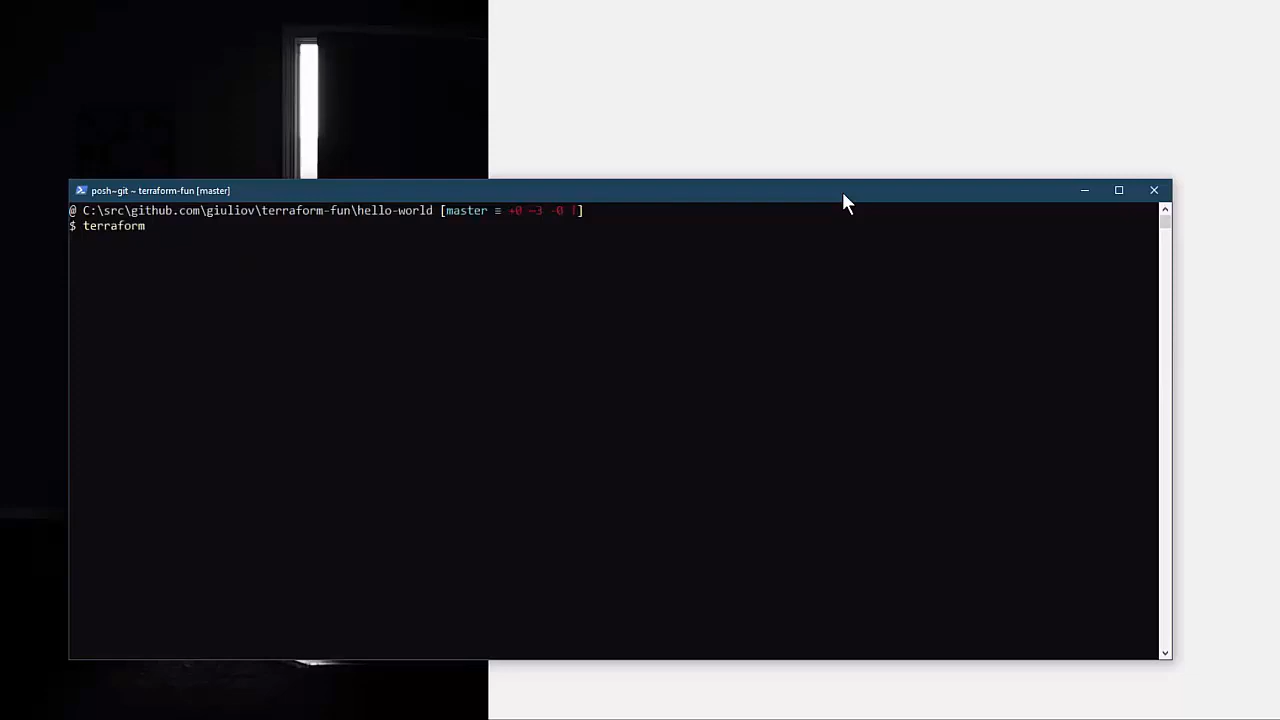 posh~git ~ terraform-fun [master]
@ C:\src\github.com\giuliov\terraform-fun\hello-world [master ≡ +0 ~3 -0 !]
$ terraform